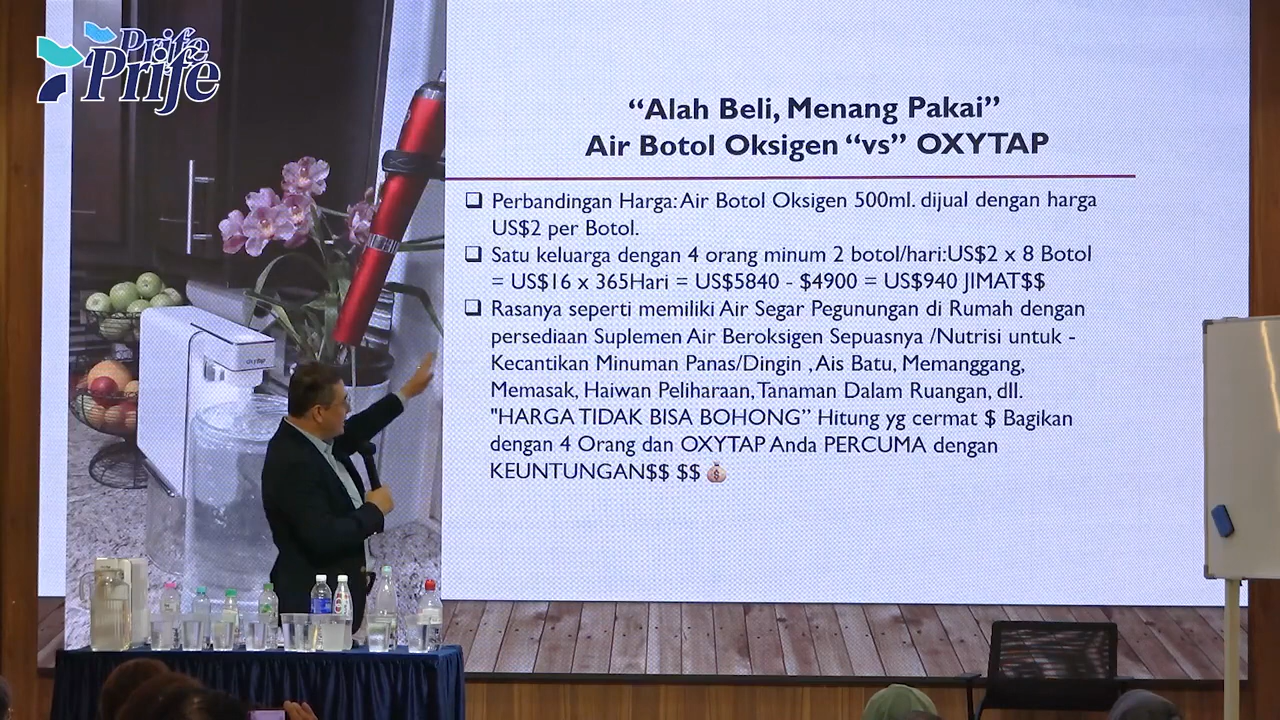 Prife
Prife
“Alah Beli, Menang Pakai”
Air Botol Oksigen “vs” OXYTAP
Perbandingan Harga: Air Botol Oksigen 500ml. dijual dengan harga
US$2 per Botol.
Satu keluarga dengan 4 orang minum 2 botol/hari:US$2 x 8 Botol
= US$16 x 365Hari = US$5840 - $4900 = US$940 JIMAT$$
Rasanya seperti memiliki Air Segar Pegunungan di Rumah dengan
persediaan Suplemen Air Beroksigen Sepuasnya /Nutrisi untuk -
Kecantikan Minuman Panas/Dingin , Ais Batu, Memanggang,
Memasak, Haiwan Peliharaan, Tanaman Dalam Ruangan, dll.
"HARGA TIDAK BISA BOHONG” Hitung yg cermat $ Bagikan
dengan 4 Orang dan OXYTAP Anda PERCUMA dengan
KEUNTUNGAN$$ $$
oxytap